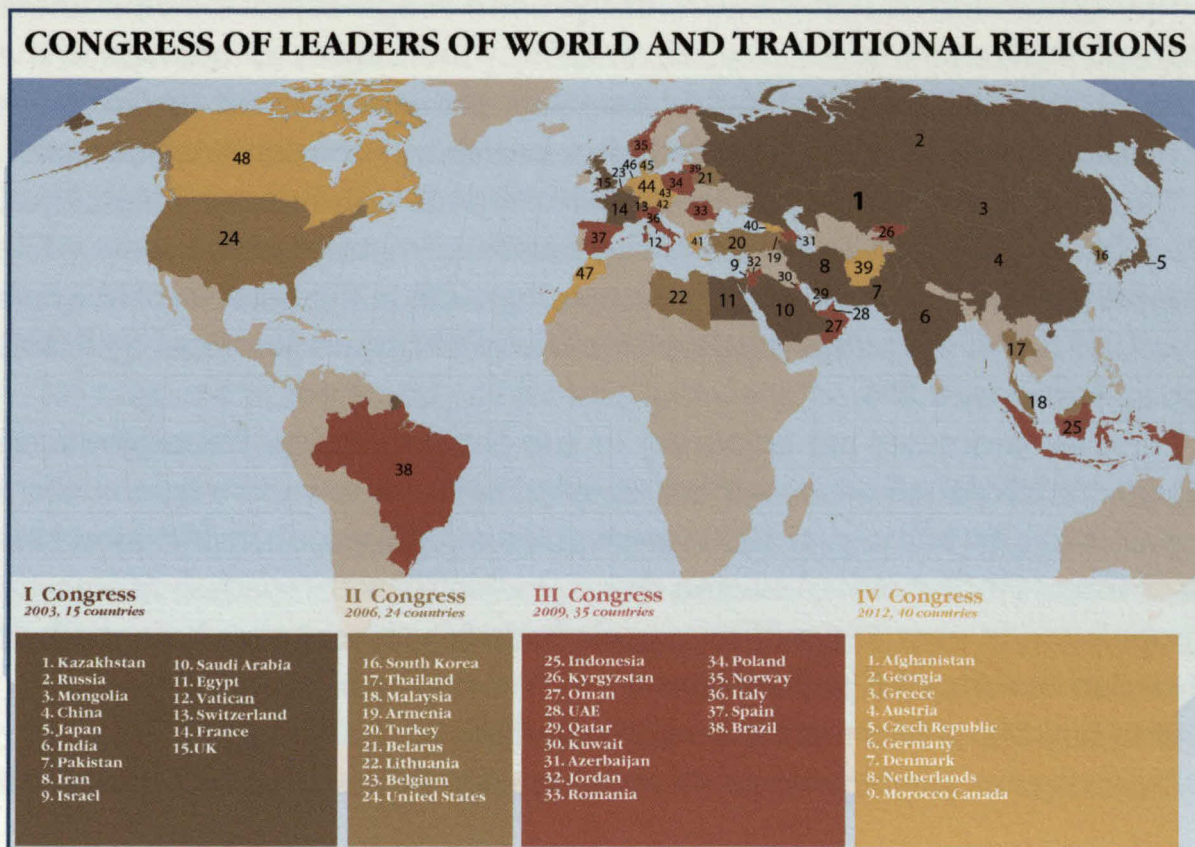 CONGRESS OF LEADERS OF WORLD AND TRADITIONAL RELIGIONS
48
24
38
47
37
35
46
45
23
15
44
34
39
21
43
42
14
13
36
33
12
41
40
20
19
31
9
32
30
22
11
10
29
28
27
8
39
7
26
1
2
3
4
16
5
6
17
18
25
I Congress
2003, 15 countries
1. Kazakhstan
2. Russia
3. Mongolia
4. China
5. Japan
6. India
7. Pakistan
8. Iran
9. Israel
10. Saudi Arabia
11. Egypt
12. Vatican
13. Switzerland
14. France
15. UK
II Congress
2006, 24 countries
16. South Korea
17. Thailand
18. Malaysia
19. Armenia
20. Turkey
21. Belarus
22. Lithuania
23. Belgium
24. United States
III Congress
2009, 35 countries
25. Indonesia
26. Kyrgyzstan
27. Oman
28. UAE
29. Qatar
30. Kuwait
31. Azerbaijan
32. Jordan
33. Romania
34. Poland
35. Norway
36. Italy
37. Spain
38. Brazil
IV Congress
2012, 40 countries
1. Afghanistan
2. Georgia
3. Greece
4. Austria
5. Czech Republic
6. Germany
7. Denmark
8. Netherlands
9. Morocco Canada